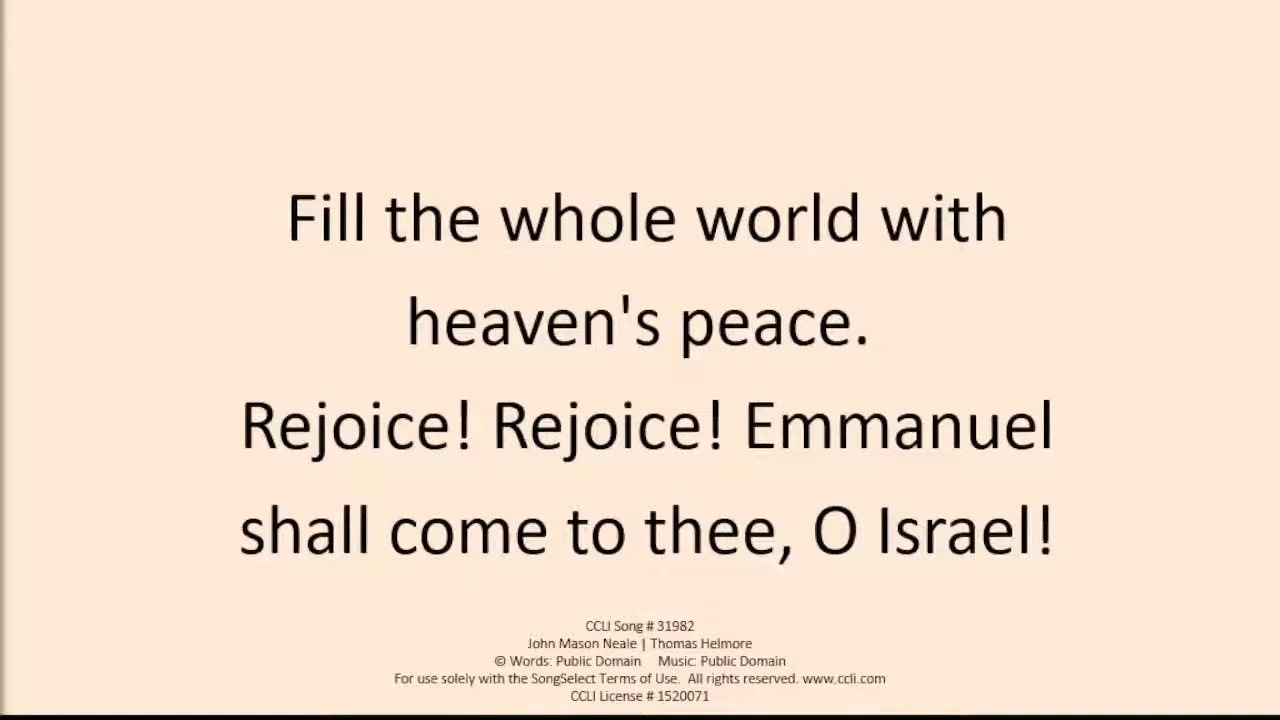 Fill the whole world with
heaven's peace.
Rejoice! Rejoice! Emmanuel
shall come to thee, O Israel!
CCLI Song # 31982
John Mason Neale | Thomas Helmore
© Words: Public Domain Music: Public Domain
For use solely with the SongSelect Terms of Use. All rights reserved. www.ccli.com
CCLI License # 1520071